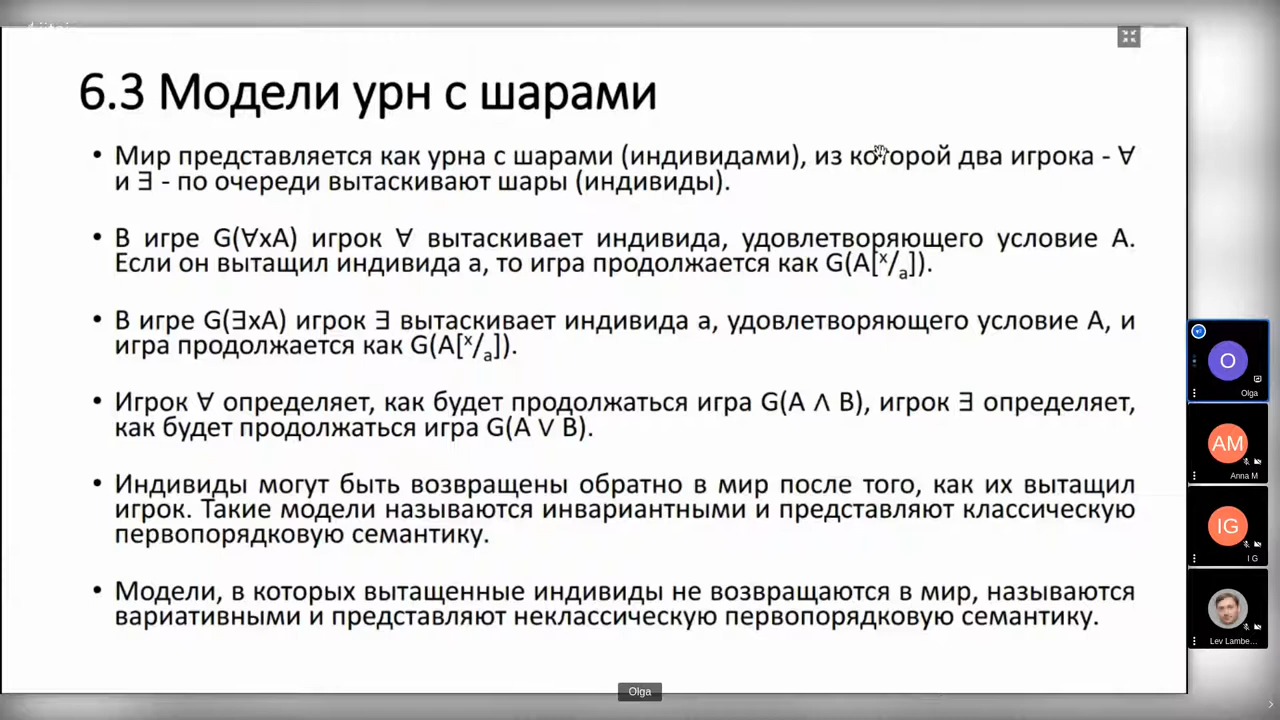 6.3 Модели урн с шарами
• Мир представляется как урна с шарами (индивидами), из которой два игрока - ∀
и ∃ - по очереди вытаскивают шары (индивиды).
• В игре G(∀xA) игрок ∀ вытаскивает индивида, удовлетворяющего условие A.
Если он вытащил индивида a, то игра продолжается как G(A[x/a]).
• В игре G(∃xA) игрок ∃ вытаскивает индивида a, удовлетворяющего условие A, и
игра продолжается как G(A[x/a]).
• Игрок ∀ определяет, как будет продолжаться игра G(A ∧ B), игрок ∃ определяет,
как будет продолжаться игра G(A ∨ B).
• Индивиды могут быть возвращены обратно в мир после того, как их вытащил
игрок. Такие модели называются инвариантными и представляют классическую
первопорядковую семантику.
• Модели, в которых вытащенные индивиды не возвращаются в мир, называются
вариативными и представляют неклассическую первопорядковую семантику.
O
Olga
AM
Anna M
IG
I G
Lev Lambe...
Olga